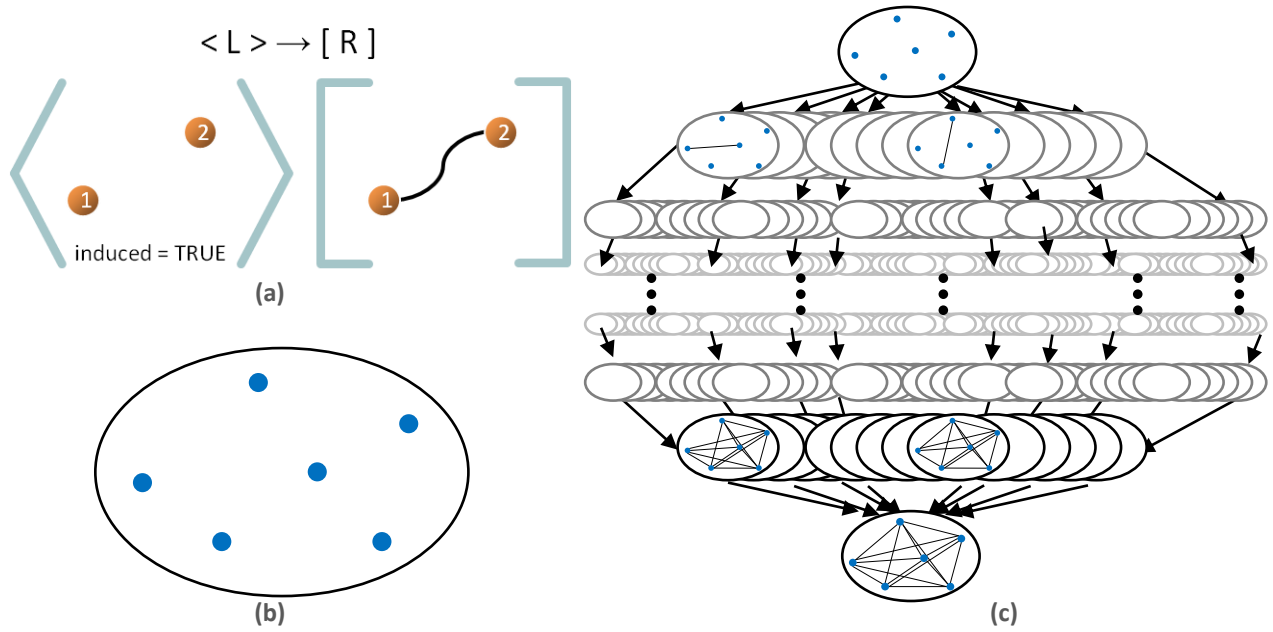 < L > → [ R ]
2
1
induced = TRUE
2
1
(a)
(b)
(c)